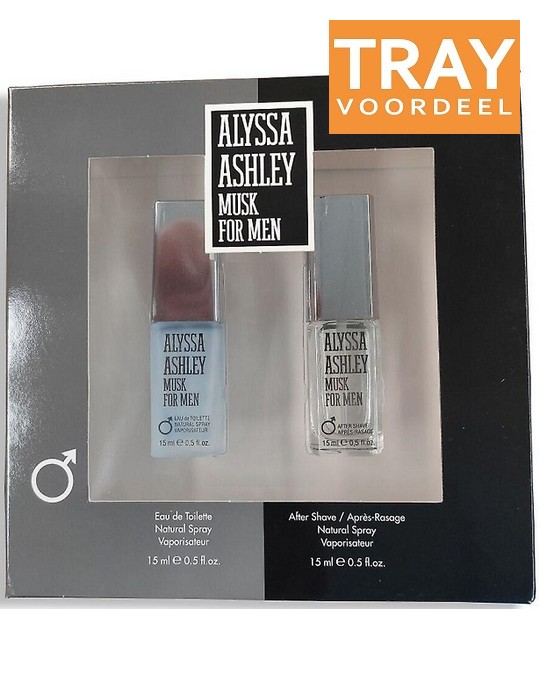 TRAY
VOORDEEL
ALYSSA
ASHLEY
MUSK
FOR MEN
ALYSSA
ASHLEY
MUSK
FOR MEN
EAU de TOILETTE
NATURAL SPRAY
VAPORISATEUR
15 ml ℮ 0,5 fl.oz.
ALYSSA
ASHLEY
MUSK
FOR MEN
AFTER SHAVE
APRÈS-RASAGE
15 ml ℮ 0,5 fl.oz.
Eau de Toilette
Natural Spray
Vaporisateur
15 ml ℮ 0.5 fl.oz.
After Shave / Après-Rasage
Natural Spray
Vaporisateur
15 ml ℮ 0.5 fl.oz.